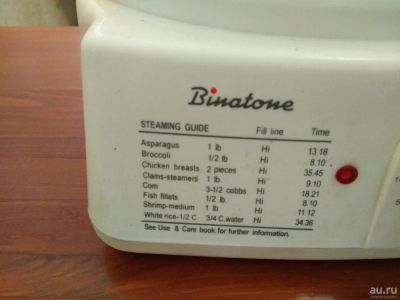 Binatone
STEAMING GUIDE Fill line Time
Asparagus 1 lb Hi 13.18
Broccoli 1/2 lb Hi 8.10
Chicken breasts 2 pieces Hi 35.45
Clams-steamers 1 lb. Hi 9.10
Corn 3-1/2 cobbs Hi 18.21
Fish fillets 1/2 lb. Hi 8.10
Shrimp-medium 1 lb Hi 11.12
White rice-1/2 C 3/4 C.water Hi 34.36
See Use & Care book.for further information.
au.ru